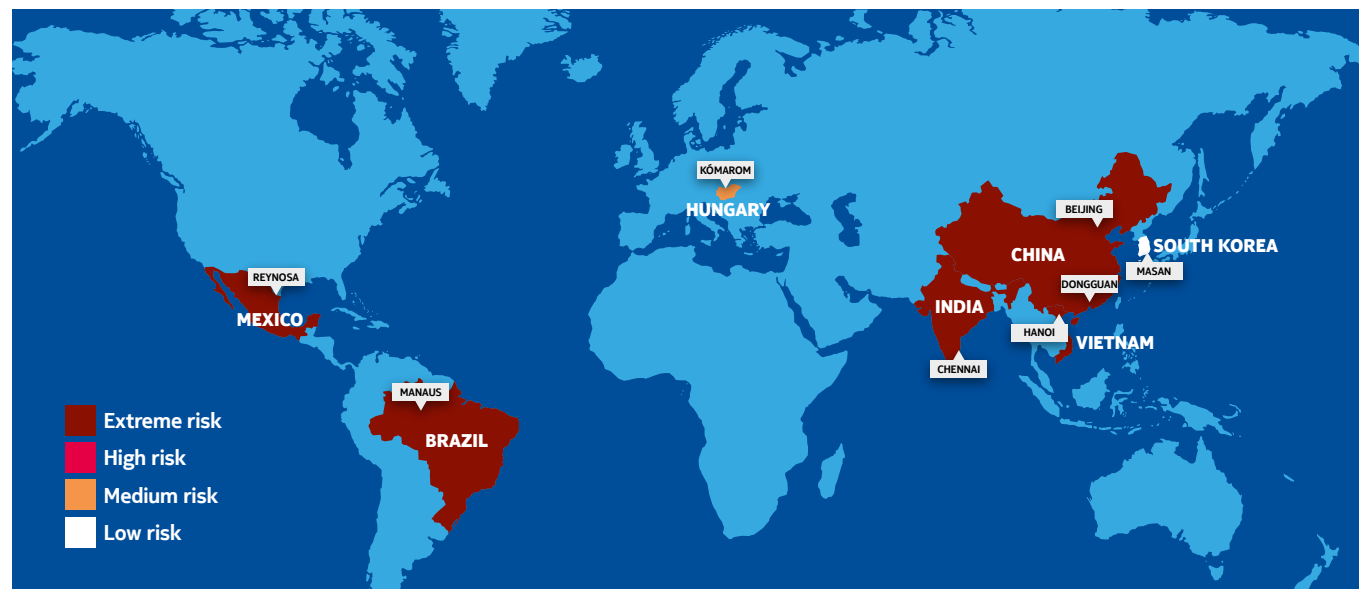 KÓMAROM
HUNGARY
BEIJING
CHINA
SOUTH KOREA
MASAN
DONGGUAN
REYNOSA
MEXICO
INDIA
HANOI
VIETNAM
CHENNAI
MANAUS
BRAZIL
Extreme risk
High risk
Medium risk
Low risk